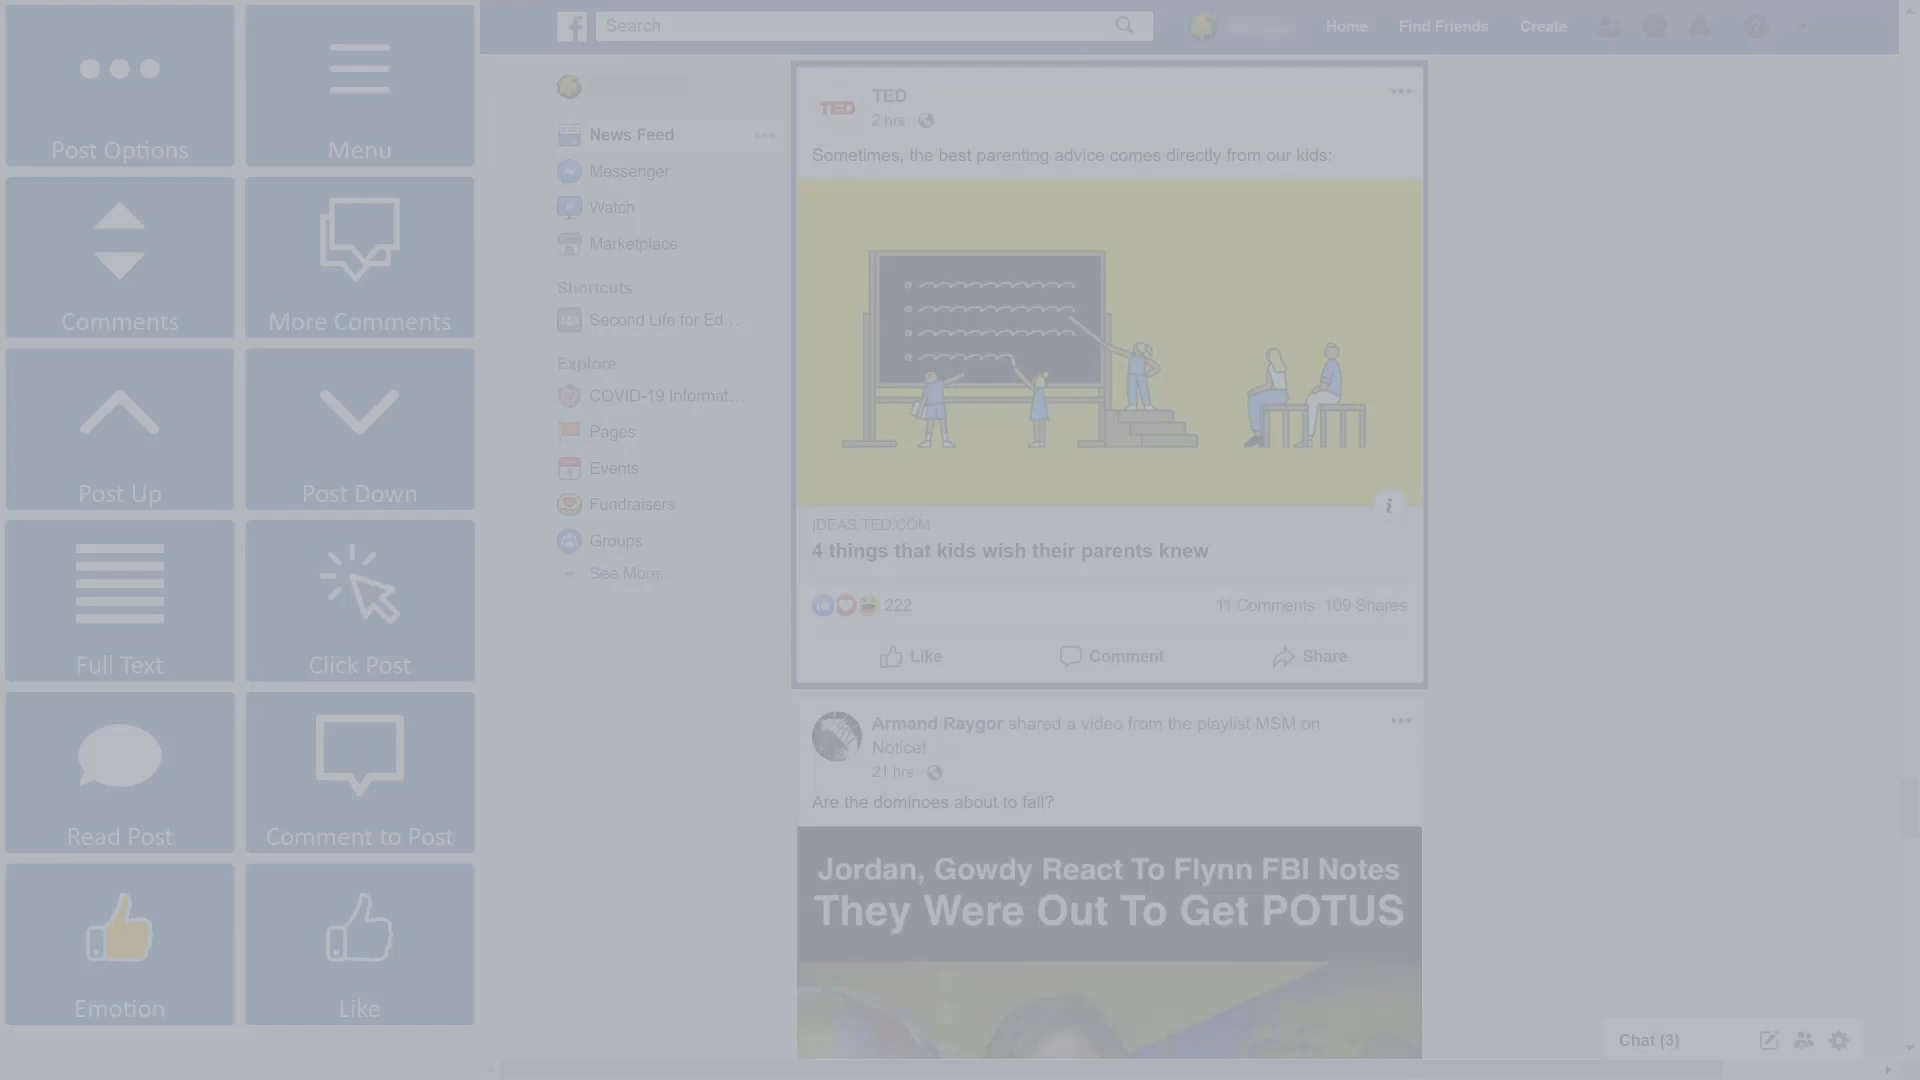 Post Options
Menu
Comments
More Comments
Post Up
Post Down
Full Text
Click Post
Read Post
Comment to Post
Emotion
Like
Search
Home
Find Friends
Create
News Feed
Messenger
Watch
Marketplace
Shortcuts
Second Life for Ed...
Explore
COVID-19 Informat...
Pages
Events
Fundraisers
Groups
See More...
TED
TED
2 hrs
Sometimes, the best parenting advice comes directly from our kids:
IDEAS.TED.COM
4 things that kids wish their parents knew
222
11 Comments 109 Shares
Like
Comment
Share
Armand Raygor shared a video from the playlist MSM on
Notice!
21 hrs
Are the dominoes about to fall?
Jordan, Gowdy React To Flynn FBI Notes
They Were Out To Get POTUS
Chat (3)